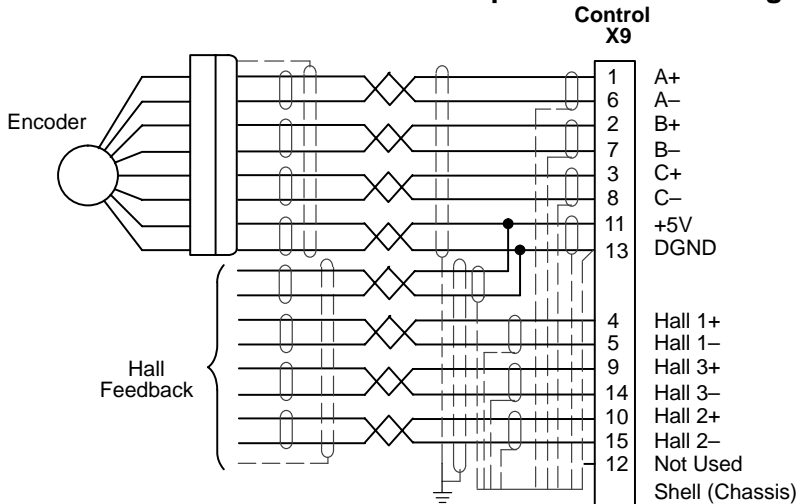 Control
X9
Encoder
1 A+
6 A–
2 B+
7 B–
3 C+
8 C–
11 +5V
13 DGND
Hall
Feedback
4 Hall 1+
5 Hall 1–
9 Hall 3+
14 Hall 3–
10 Hall 2+
15 Hall 2–
12 Not Used
Shell (Chassis)